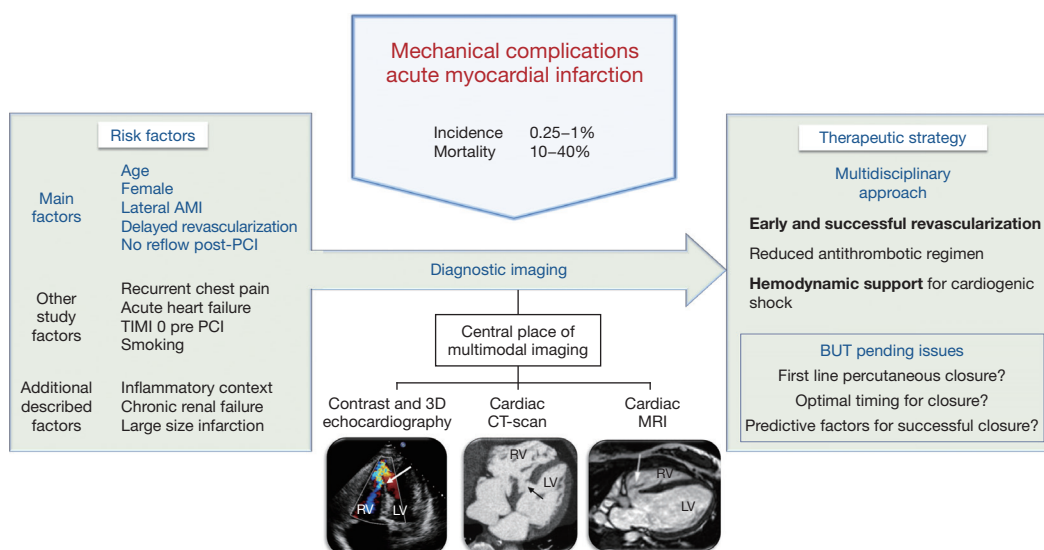 Mechanical complications
acute myocardial infarction
Incidence 0.25–1%
Mortality 10–40%
Risk factors
Main
factors
Age
Female
Lateral AMI
Delayed revascularization
No reflow post-PCI
Other
study
factors
Recurrent chest pain
Acute heart failure
TIMI 0 pre PCI
Smoking
Additional
described
factors
Inflammatory context
Chronic renal failure
Large size infarction
Diagnostic imaging
Central place of
multimodal imaging
Contrast and 3D
echocardiography
RV
LV
Cardiac
CT-scan
RV
LV
Cardiac
MRI
RV
LV
Therapeutic strategy
Multidisciplinary
approach
Early and successful revascularization
Reduced antithrombotic regimen
Hemodynamic support for cardiogenic
shock
BUT pending issues
First line percutaneous closure?
Optimal timing for closure?
Predictive factors for successful closure?